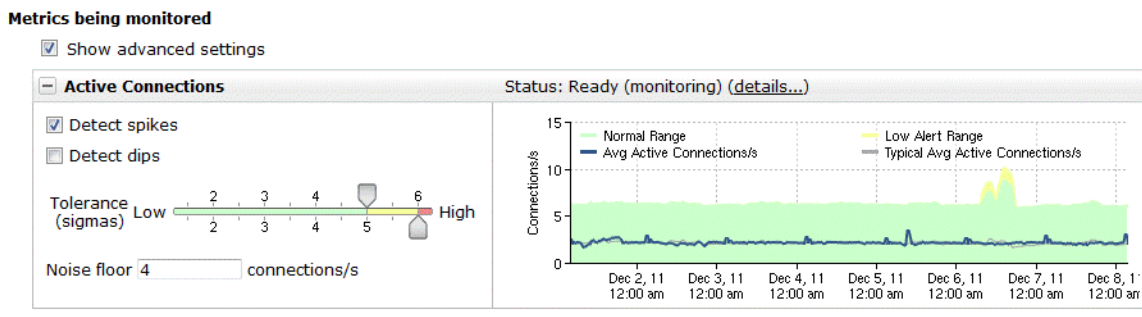 Metrics being monitored
Show advanced settings
Active Connections
Status: Ready (monitoring) (details...)
Detect spikes
Detect dips
Tolerance (sigmas) Low 2 3 4 6 High
2 3 4 5
Noise floor 4 connections/s
Connections/s
15
10
5
0
Normal Range
Low Alert Range
Avg Active Connections/s
Typical Avg Active Connections/s
Dec 2, 11 Dec 3, 11 Dec 4, 11 Dec 5, 11 Dec 6, 11 Dec 7, 11 Dec 8, 1
12:00 am 12:00 am 12:00 am 12:00 am 12:00 am 12:00 am 12:00 am